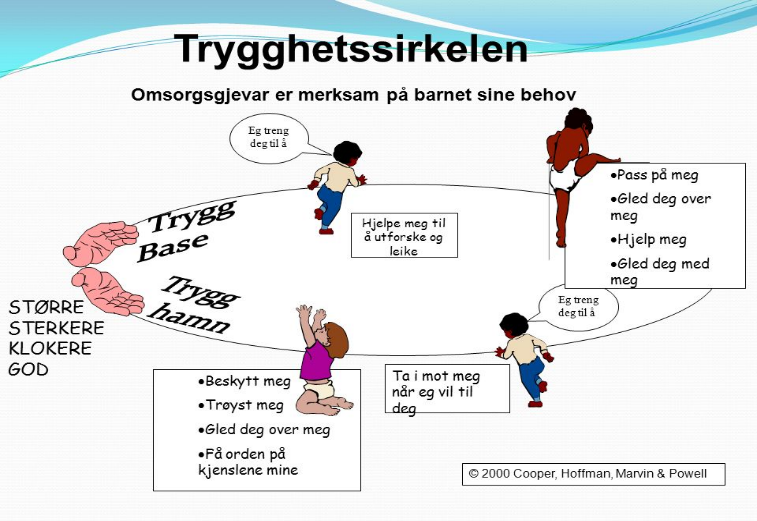 Trygghetssirkelen
Omsorgsgjevar er merksam på barnet sine behov
Eg treng
deg til å
•Pass på meg
•Gled deg over
meg
•Hjelp meg
•Gled deg med
meg
Hjelpe meg til
å utforske og
leike
Trygg
Base
Trygg
hamn
STØRRE
STERKERE
KLOKERE
GOD
Eg treng
deg til å
Ta i mot meg
når eg vil til
deg
•Beskytt meg
•Trøyst meg
•Gled deg over meg
•Få orden på
kjenslene mine
© 2000 Cooper, Hoffman, Marvin & Powell